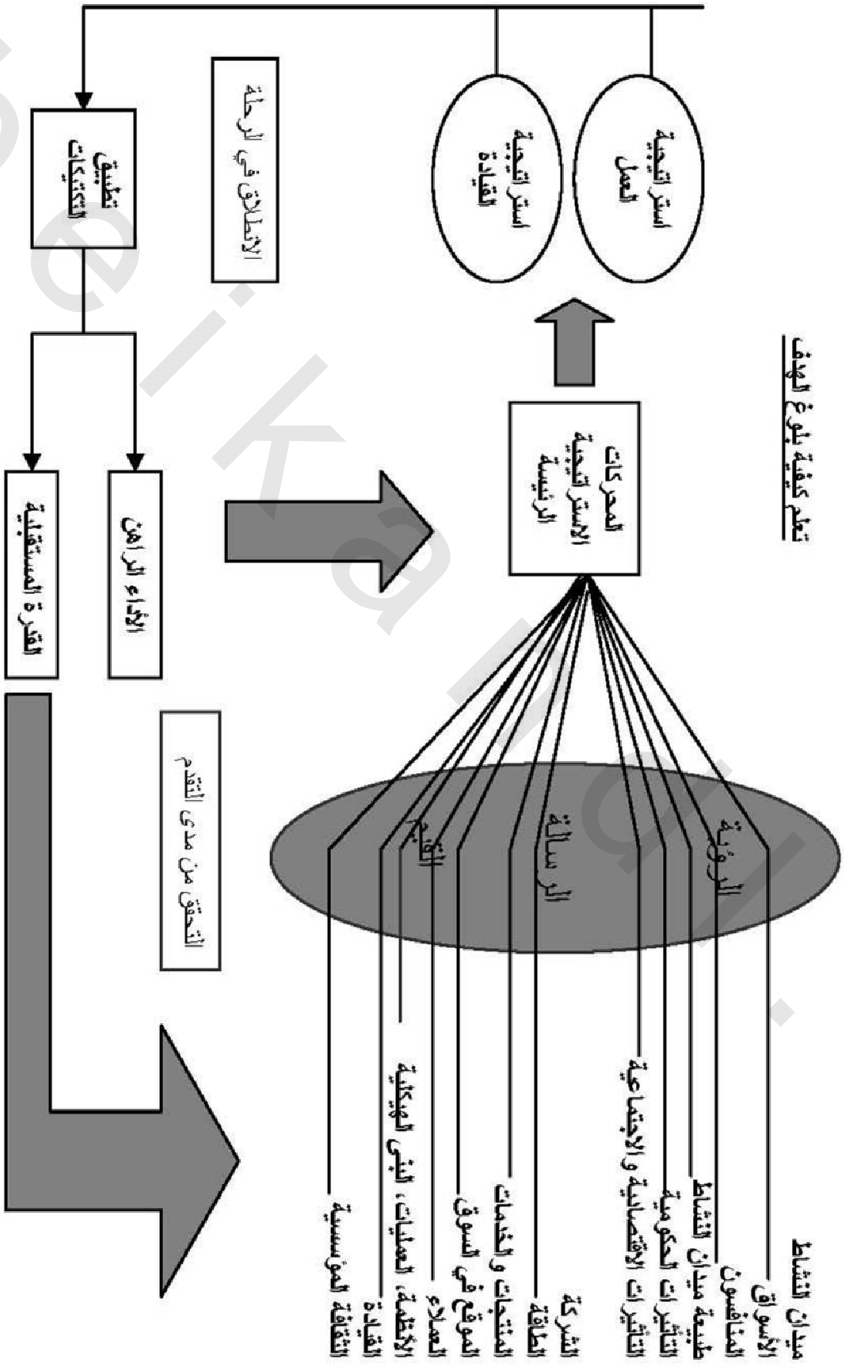 تعلم كيفية بلوغ الهدف
ميدان النشاط
الأسواق
المنافسون
طبيعة ميدان النشاط
التأثيرات الحكومية
التأثيرات الاقتصادية والاجتماعية
الشركة
الطاقة
المنتجات والخدمات
الموقع في السوق
العملاء
الأنظمة، العمليات، البنى الهيكلية
القيادة
الثقافة المؤسسية
الرؤية
الرسالة
القيم
المحركات
الاستراتيجية
الرئيسة
استراتيجية
العمل
استراتيجية
القيادة
الانطلاق في الرحلة
تطبيق
التكتيكات
الأداء الراهن
القدرة المستقبلية
التحقق من مدى التقدم